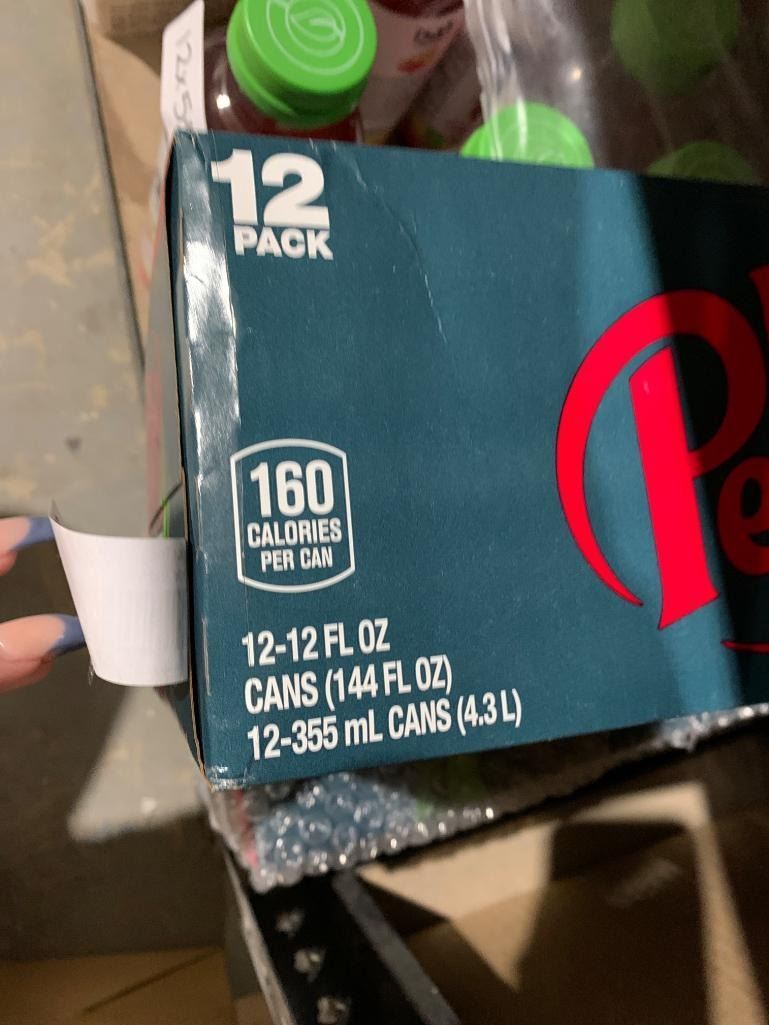 12
PACK
160
CALORIES
PER CAN
12-12 FL OZ
CANS (144 FL OZ)
12-355 mL CANS (4.3 L)
Pe